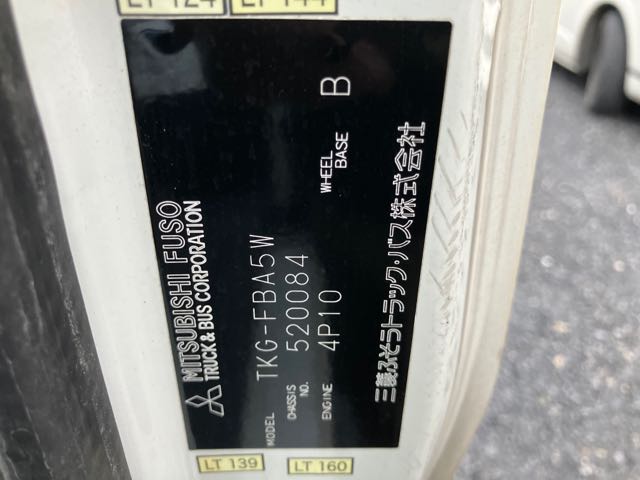 MITSUBISHI FUSO
TRUCK & BUS CORPORATION
MODEL TKG-FBA5W
CHASSIS NO. 520084
ENGINE 4P10
WHEEL BASE B
三菱ふそうトラック・バス株式会社
LT 124
LT 144
LT 139
LT 160